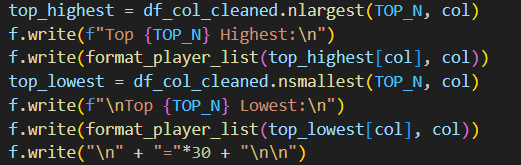 top_highest = df_col_cleaned.nlargest(TOP_N, col)
f.write(f"Top {TOP_N} Highest:\n")
f.write(format_player_list(top_highest[col], col))
top_lowest = df_col_cleaned.nsmallest(TOP_N, col)
f.write(f"\nTop {TOP_N} Lowest:\n")
f.write(format_player_list(top_lowest[col], col))
f.write("\n" + "="*30 + "\n\n")